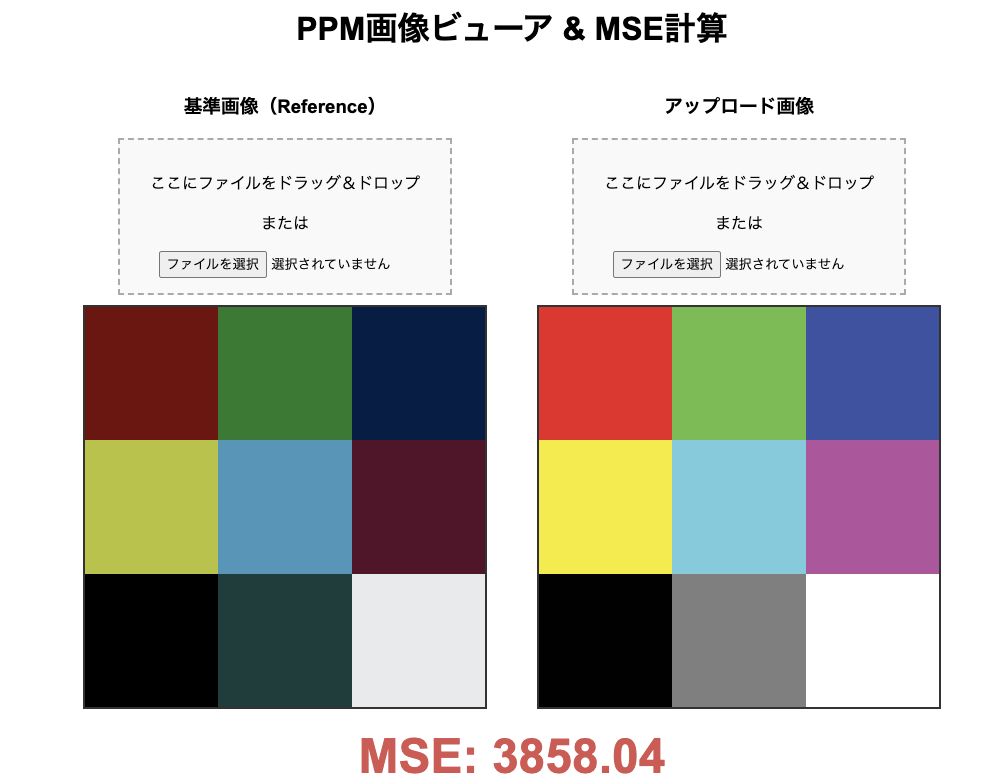 PPM画像ビューア & MSE計算
基準画像（Reference）
ここにファイルをドラッグ＆ドロップ
または
ファイルを選択 選択されていません
アップロード画像
ここにファイルをドラッグ＆ドロップ
または
ファイルを選択 選択されていません
MSE: 3858.04